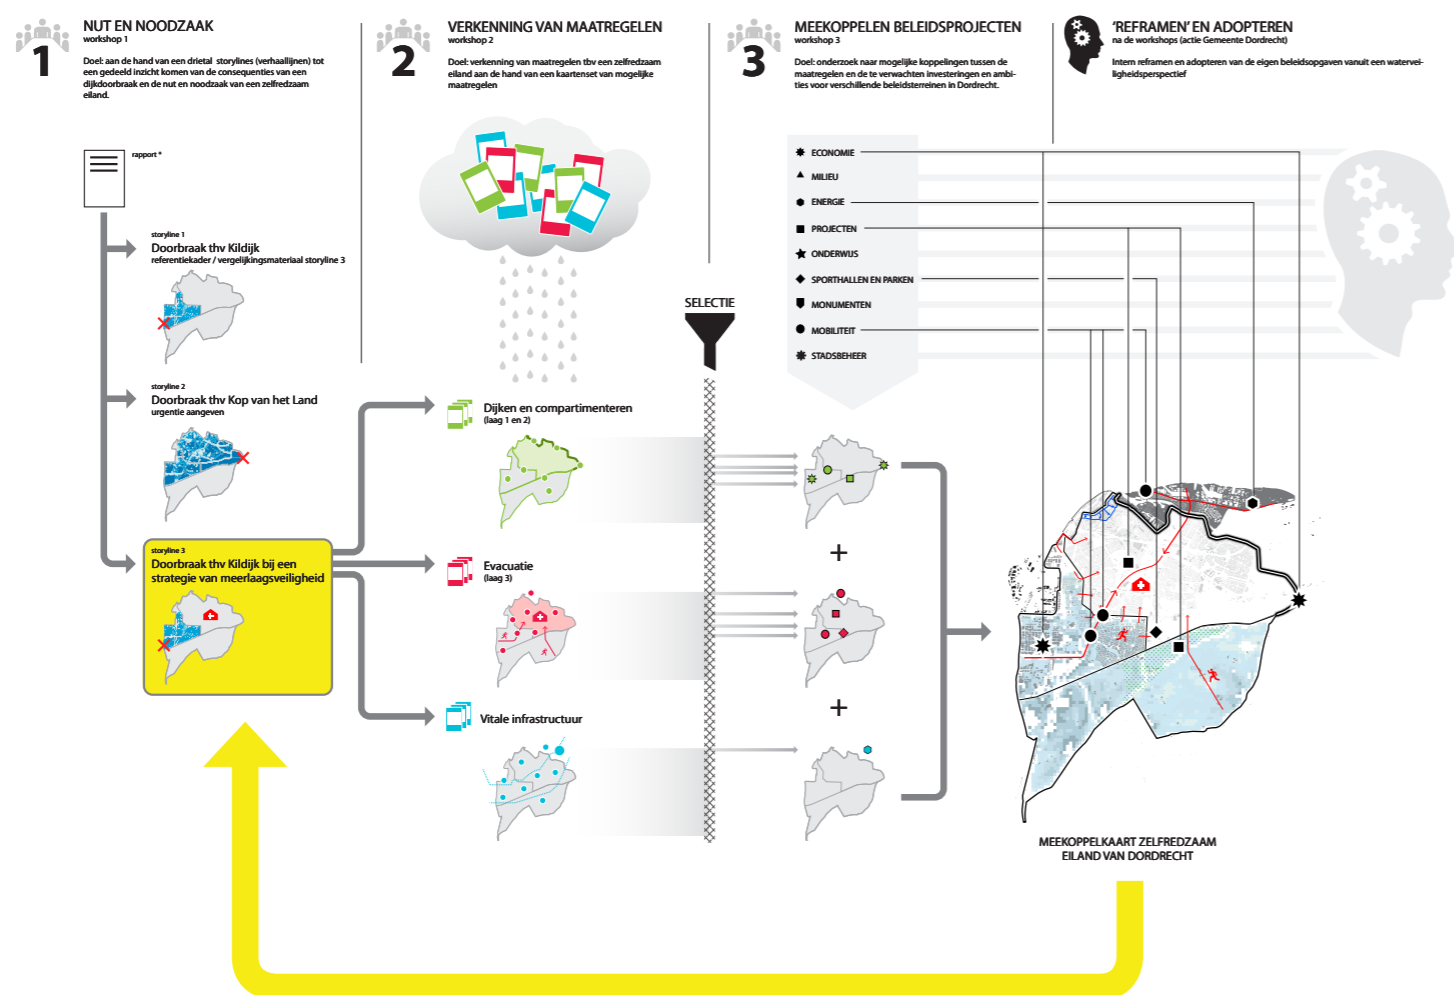 1
NUT EN NOODZAAK
workshop 1
Doel: aan de hand van een drietal storylines (verhaallijnen) tot
een gedeeld inzicht komen van de consequenties van een
dijkdoorbraak en de nut en noodzaak van een zelfredzaam
eiland.
rapport *
storyline 1
Doorbraak thv Kildijk
referentiekader / vergelijkingsmateriaal storyline 3
storyline 2
Doorbraak thv Kop van het Land
urgentie aangeven
storyline 3
Doorbraak thv Kildijk bij een
strategie van meerlaagsveiligheid
2
VERKENNING VAN MAATREGELEN
workshop 2
Doel: verkenning van maatregelen tbv een zelfredzaam
eiland aan de hand van een kaartenset van mogelijke
maatregelen
Dijken en compartimenteren
(laag 1 en 2)
Evacuatie
(laag 3)
Vitale infrastructuur
SELECTIE
3
MEEKOPPELEN BELEIDSPROJECTEN
workshop 3
Doel: onderzoek naar mogelijke koppelingen tussen de
maatregelen en de te verwachten investeringen en ambi-
ties voor verschillende beleidsterreinen in Dordrecht.
ECONOMIE
MILIEU
ENERGIE
PROJECTEN
ONDERWIJS
SPORTHALLEN EN PARKEN
MONUMENTEN
MOBILITEIT
STADSBEHEER
+
+
'REFRAMEN' EN ADOPTEREN
na de workshops (actie Gemeente Dordrecht)
Intern reframen en adopteren van de eigen beleidsopgaven vanuit een watervei-
ligheidsperspectief
MEEKOPPELKAART ZELFREDZAAM
EILAND VAN DORDRECHT